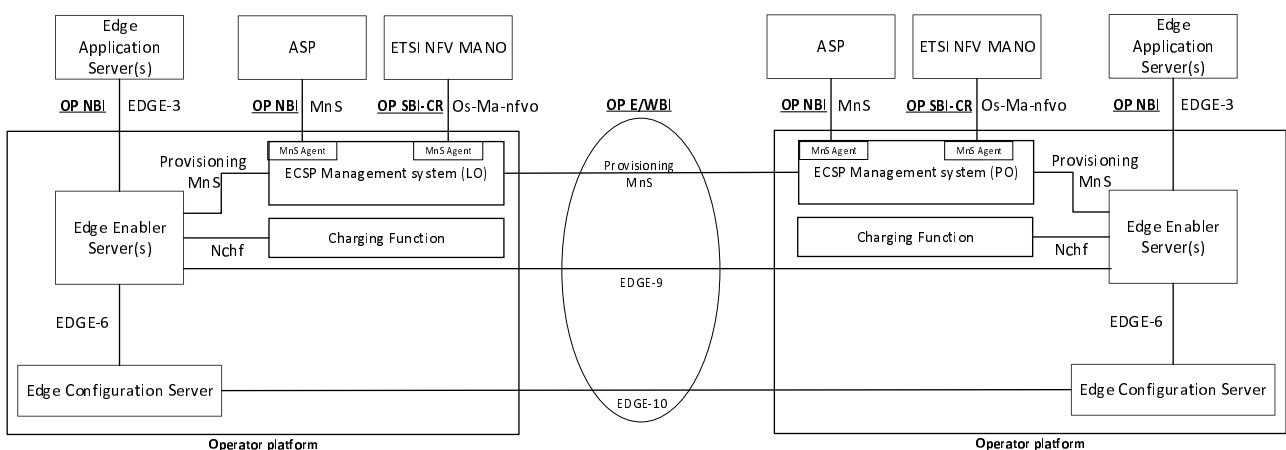 Edge
Application
Server(s)
ASP
ETSI NFV MANO
OP NBI EDGE-3
OP NBI MnS
OP SBI-CR Os-Ma-nfvo
OP E/WBI
ASP
ETSI NFV MANO
Edge
Application
Server(s)
OP NBI MnS
OP SBI-CR Os-Ma-nfvo
OP NBI EDGE-3
Provisioning
MnS
MnS Agent
MnS Agent
ECSP Management system (LO)
Provisioning
MnS
MnS Agent
MnS Agent
ECSP Management system (PO)
Provisioning
MnS
Edge Enabler
Server(s)
Nchf
Charging Function
Charging Function
Nchf
Edge Enabler
Server(s)
EDGE-9
EDGE-6
EDGE-6
Edge Configuration Server
EDGE-10
Edge Configuration Server
Operator platform
Operator platform